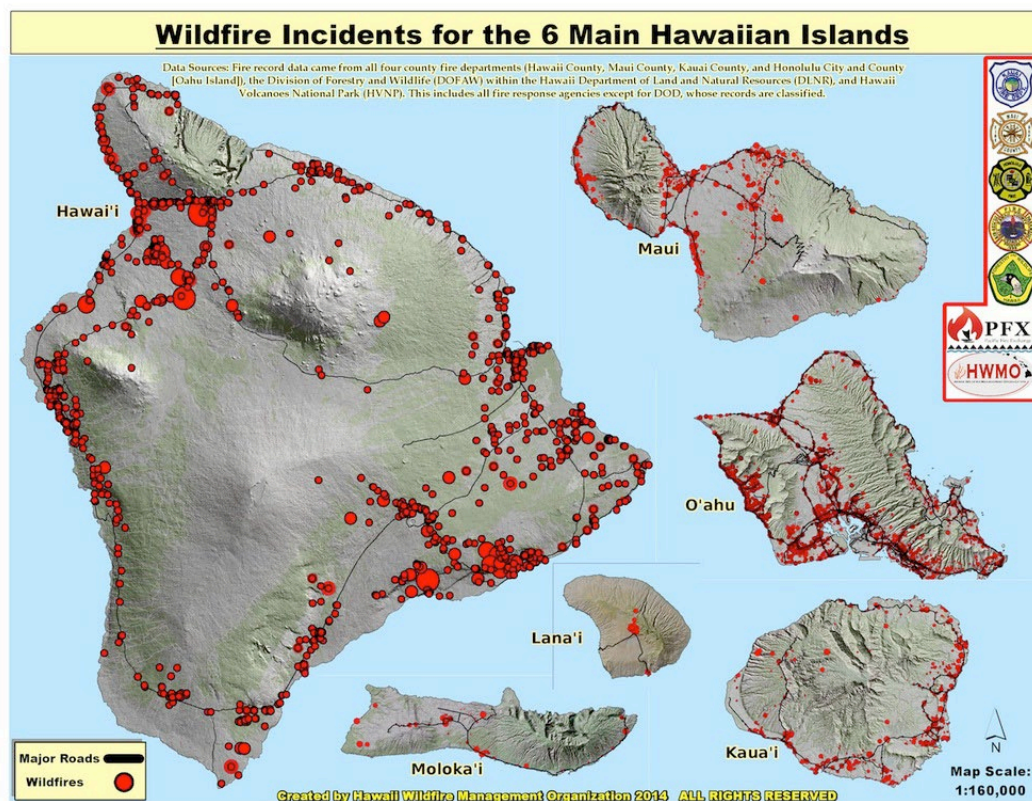 Wildfire Incidents for the 6 Main Hawaiian Islands
Data Sources: Fire record data came from all four county fire departments (Hawaii County, Maui County, Kauai County, and Honolulu City and County
[Oahu Island]), the Division of Forestry and Wildlife (DOFAW) within the Hawaii Department of Land and Natural Resources (DLNR), and Hawaii
Volcanoes National Park (HVNP). This includes all fire response agencies except for DOD, whose records are classified.
Hawai'i
Maui
PFX
HWMO
O'ahu
Lana'i
Moloka'i
Kaua'i
N
Map Scale:
1:160,000
Major Roads
Wildfires
Created by Hawaii Wildfire Management Organization 2014 ALL RIGHTS RESERVED